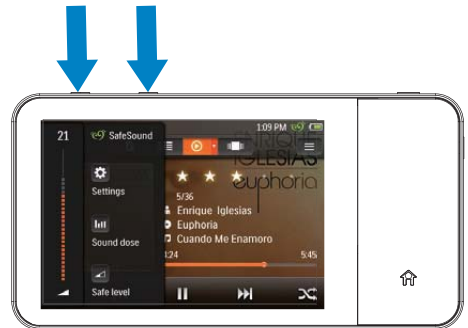 1:09 PM
21
SafeSound
ENRIQUE
IGLESIAS
euphoria
Settings
5/36
Enrique Iglesias
Euphoria
Cuando Me Enamoro
Sound dose
:24
5:45
Safe level